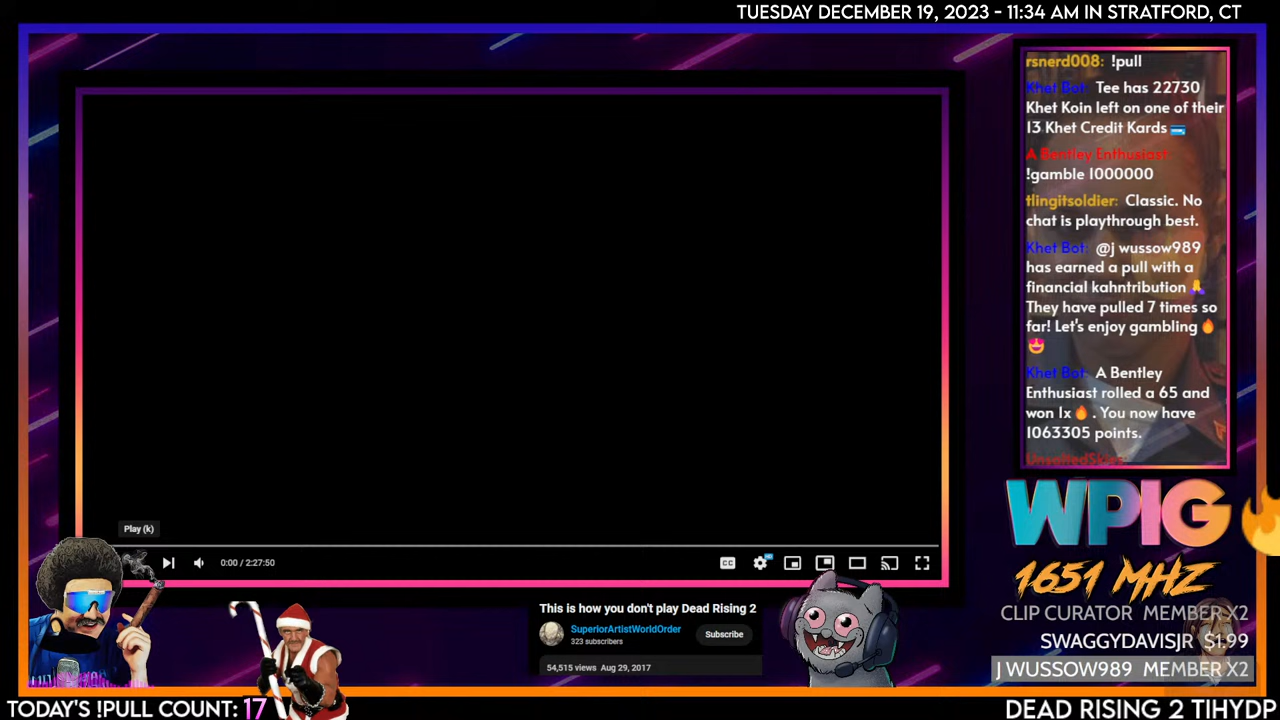 TUESDAY DECEMBER 19, 2023 - 11:34 AM IN STRATFORD, CT
rsnerd008: !pull
Khet Bot: Tee has 22730
Khet Koin left on one of their
13 Khet Credit Kards
A Bentley Enthusiast:
!gamble 1000000
tlingitsoldier: Classic. No
chat is playthrough best.
Khet Bot: @j wussow989
has earned a pull with a
financial kahntribution
They have pulled 7 times so
far! Let's enjoy gambling
Khet Bot: A Bentley
Enthusiast rolled a 65 and
won 1x. You now have
1063305 points.
UnsaltedSkies:
Play (k)
0:00 / 2:27:50
CC
HD
This is how you don't play Dead Rising 2
SuperiorArtistWorldOrder
323 subscribers
Subscribe
54,515 views Aug 29, 2017
WPIG
1651 MHZ
CLIP CURATOR MEMBER X2
SWAGGYDAVISJR $1.99
J WUSSOW989 MEMBER X2
TODAY'S !PULL COUNT: 17
DEAD RISING 2 TIHYDP